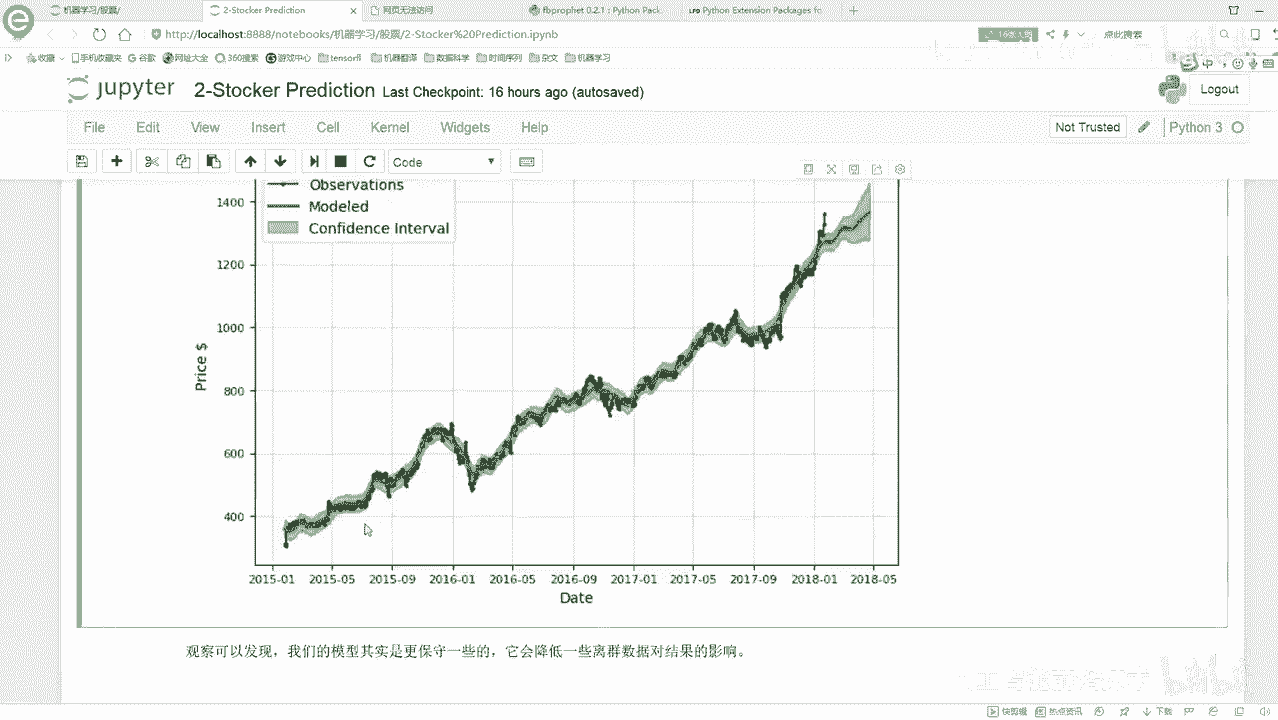 机器学习/股票/
2-Stocker Prediction
网页无法访问
fbprophet 0.2.1 : Python Pack
LFD Python Extension Packages fo
http://localhost:8888/notebooks/机器学习/股票/2-Stocker%20Prediction.ipynb
点此搜索
收藏 手机收藏夹 谷歌 网址大全 360搜索 游戏中心 tensorfl 机器翻译 数据科学 时间序列 杂文 机器学习
jupyter 2-Stocker Prediction Last Checkpoint: 16 hours ago (autosaved)
Logout
File Edit View Insert Cell Kernel Widgets Help
Not Trusted
Python 3
Code
Observations
Modeled
Confidence Interval
1400
1200
1000
800
600
400
Price $
2015-01 2015-05 2015-09 2016-01 2016-05 2016-09 2017-01 2017-05 2017-09 2018-01 2018-05
Date
观察可以发现，我们的模型其实是更保守一些的，它会降低一些离群数据对结果的影响。
快剪辑 热点资讯 下载